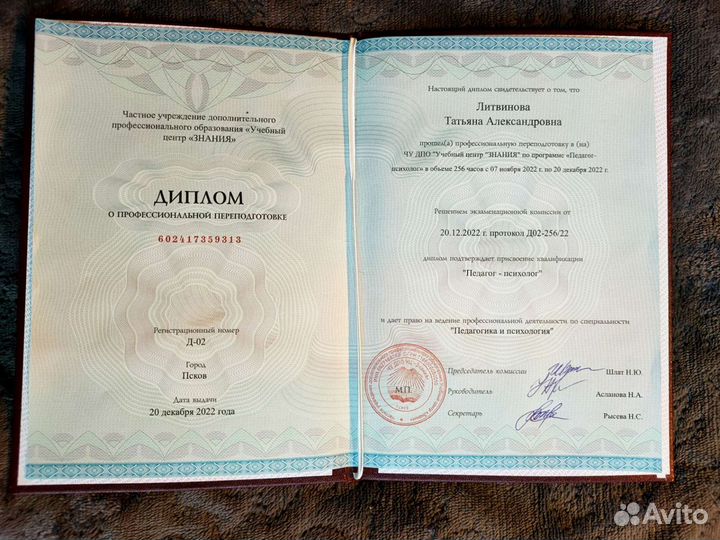 Частное учреждение дополнительного
профессионального образования «Учебный
центр «ЗНАНИЯ»
ДИПЛОМ
О ПРОФЕССИОНАЛЬНОЙ ПЕРЕПОДГОТОВКЕ
602417359313
Регистрационный номер
Д-02
Город
Псков
Дата выдачи
20 декабря 2022 года
Настоящий диплом свидетельствует о том, что
Литвинова
Татьяна Александровна
прошел(а) профессиональную переподготовку в (на)
ЧУ ДПО "Учебный центр "ЗНАНИЯ" по программе «Педагог-
психолог» в объеме 256 часов с 07 ноября 2022 г. по 20 декабря 2022 г.
Решением экзаменационной комиссии от
20.12.2022 г. протокол Д02-256/22
диплом подтверждает присвоение квалификации
"Педагог - психолог"
и дает право на ведение профессиональной деятельности по специальности
"Педагогика и психология"
Председатель комиссии Шлат Н.Ю.
М.П.
Руководитель Асланова Н.А.
Секретарь Рысева Н.С.
Avito